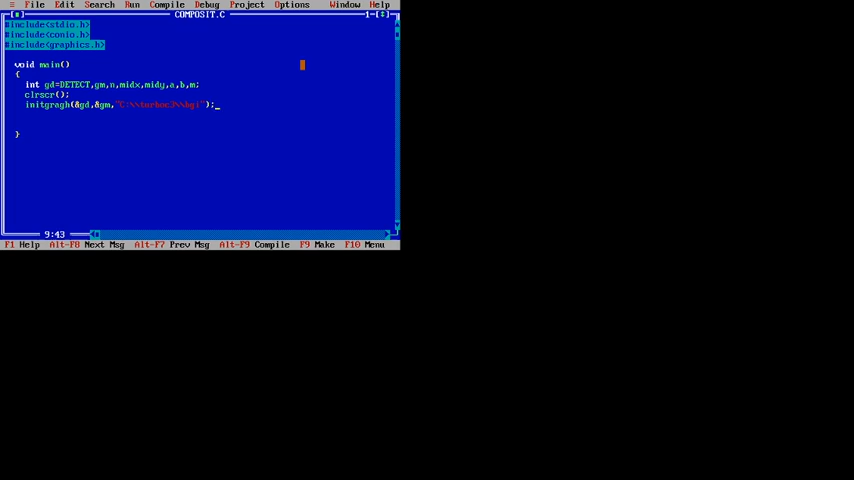 ≡ File Edit Search Run Compile Debug Project Options Window Help
COMPOSIT.C 1
#include<stdio.h>
#include<conio.h>
#include<graphics.h>
void main()
{
int gd=DETECT,gm,n,midx,midy,a,b,m;
clrscr();
initgragh(&gd,&gm,"C:\\turboc3\\bgi");
}
9:43
F1 Help Alt-F8 Next Msg Alt-F7 Prev Msg Alt-F9 Compile F9 Make F10 Menu